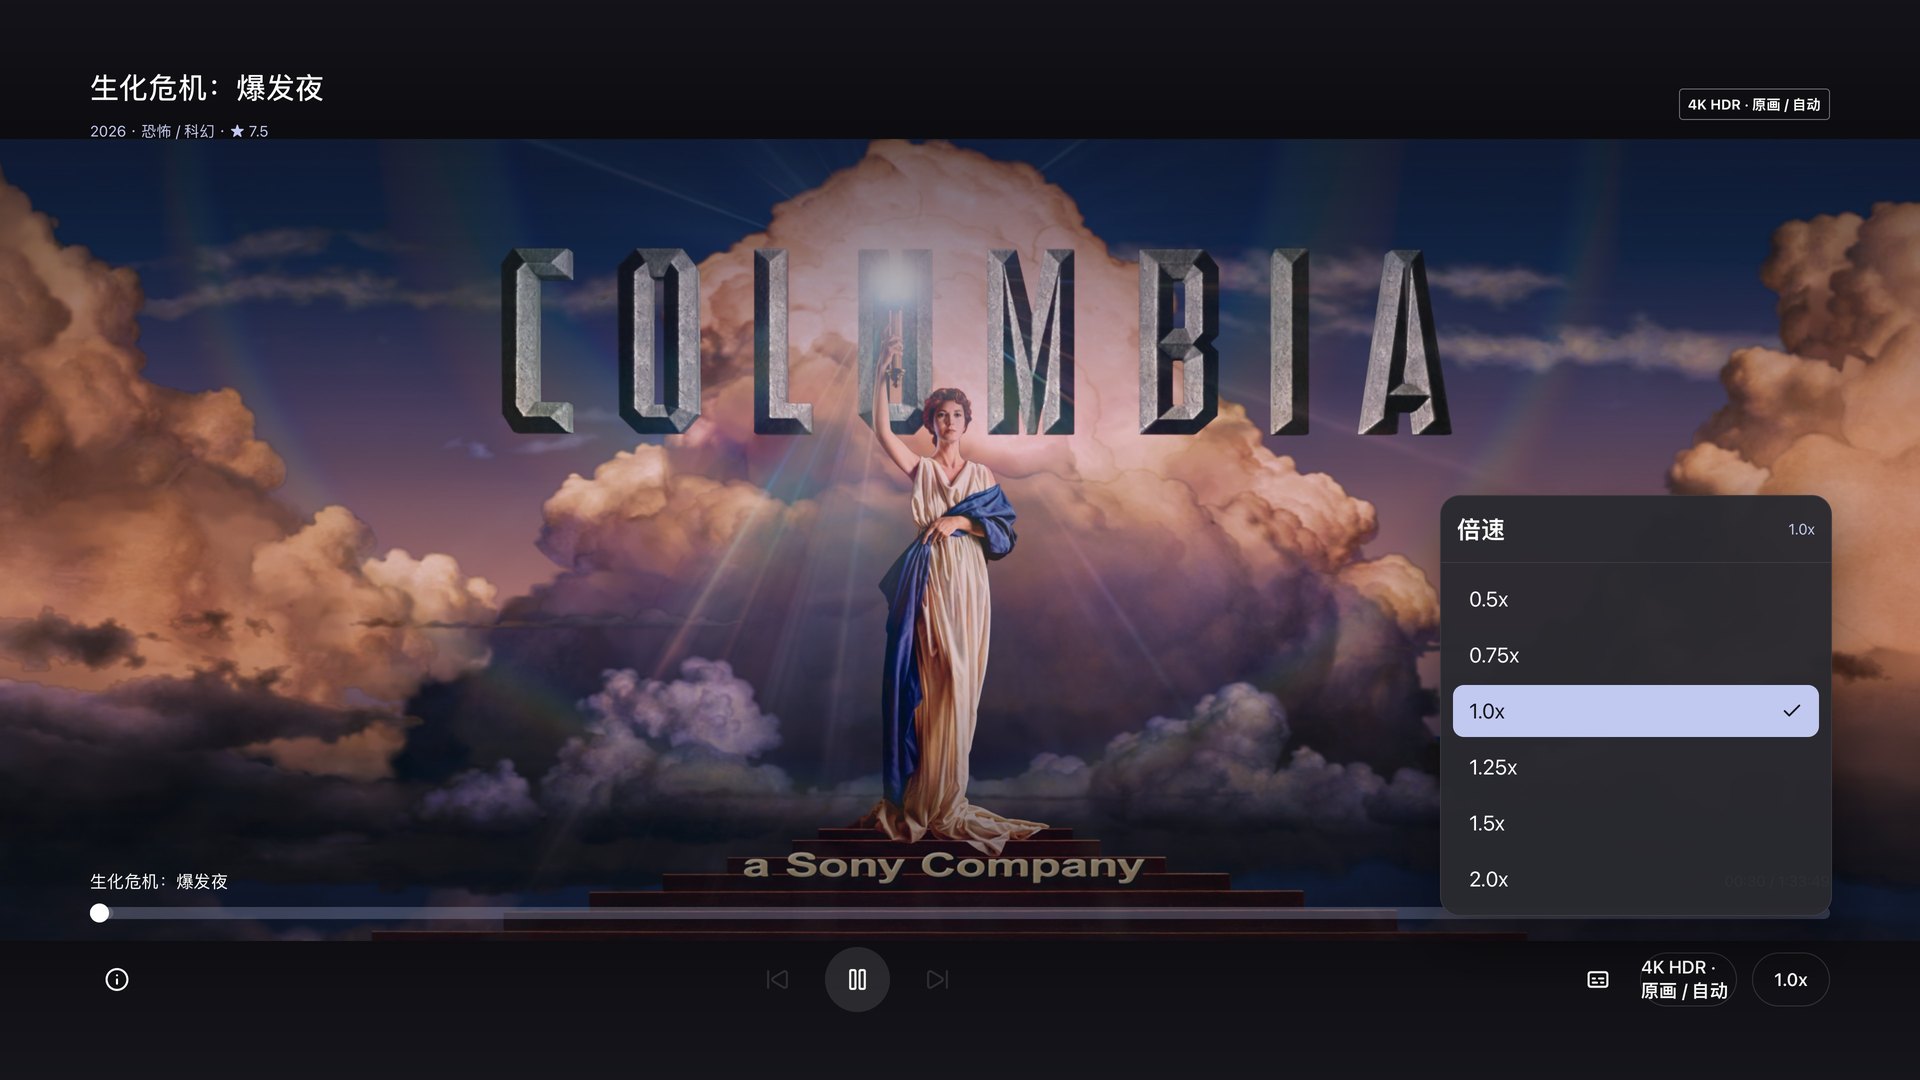 生化危机：爆发夜
2026 · 恐怖 / 科幻 · ★ 7.5
4K HDR · 原画 / 自动
COLUMBIA
a Sony Company
倍速
1.0x
0.5x
0.75x
1.0x
1.25x
1.5x
2.0x
生化危机：爆发夜
4K HDR ·
原画 / 自动
1.0x